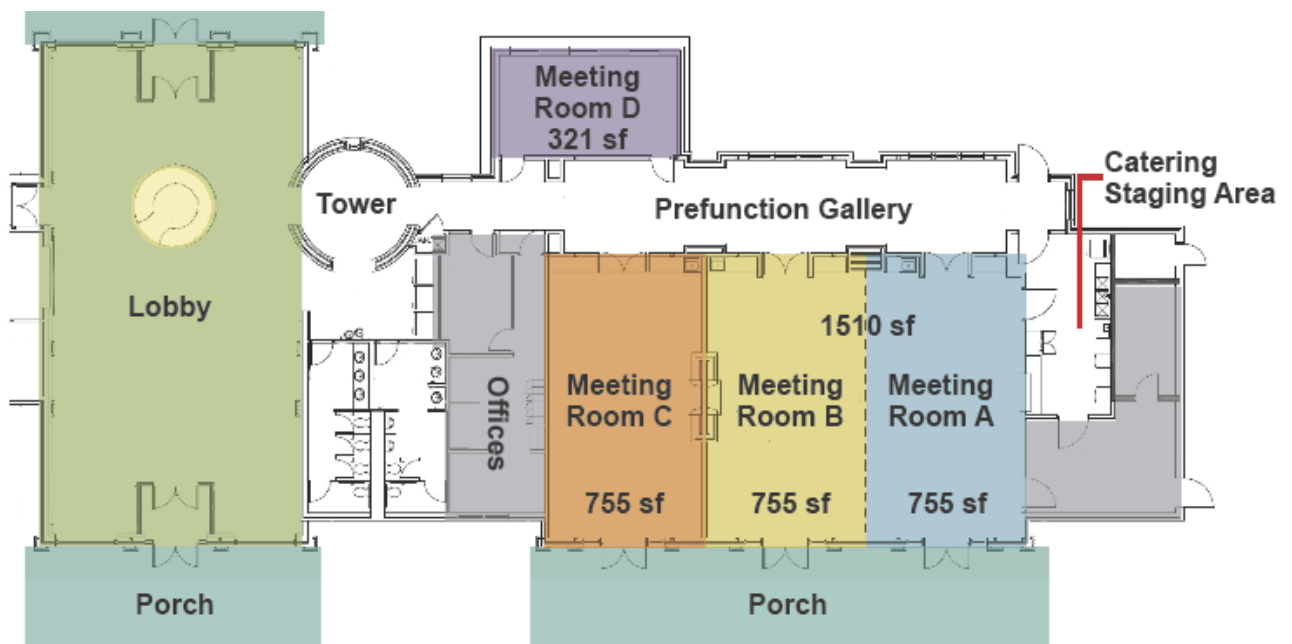 Meeting
Room D
321 sf
Catering
Staging Area
Tower
Prefunction Gallery
Lobby
1510 sf
Offices
Meeting
Room C
Meeting
Room B
Meeting
Room A
755 sf
755 sf
755 sf
Porch
Porch